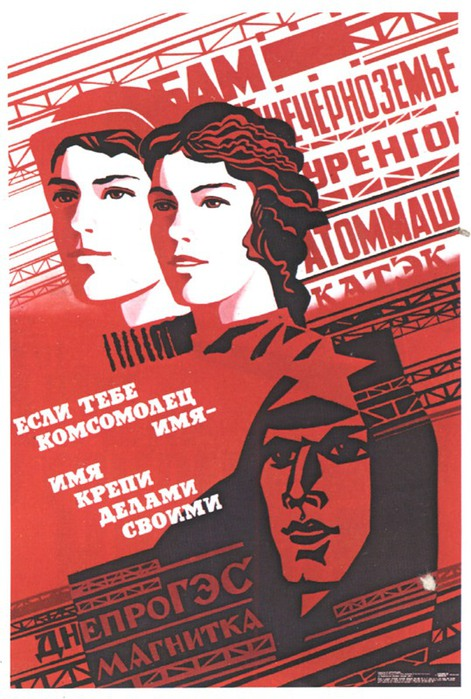 БАМ
НЕЧЕРНОЗЕМЬЕ
УРЕНГОЙ
АТОММАШ
КАТЭК
ЕСЛИ ТЕБЕ
КОМСОМОЛЕЦ
ИМЯ-
ИМЯ
КРЕПИ
ДЕЛАМИ
СВОИМИ
ДНЕПРОГЭС
МАГНИТКА